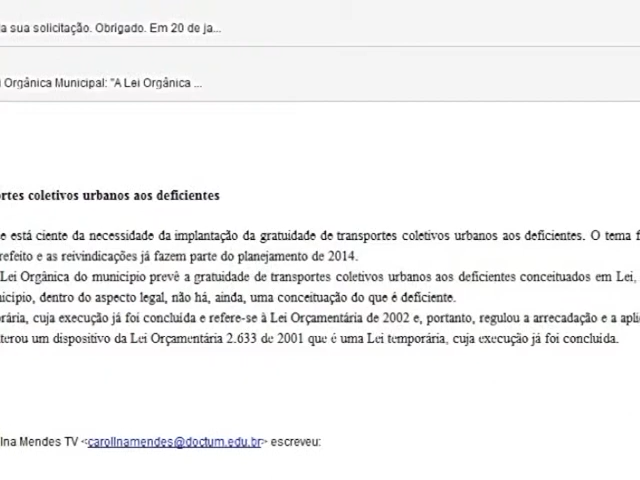 a sua solicitação. Obrigado. Em 20 de ja...
Orgânica Municipal: "A Lei Orgânica ...
rtes coletivos urbanos aos deficientes
e está ciente da necessidade da implantação da gratuidade de transportes coletivos urbanos aos deficientes. O tema f
refeito e as reivindicações já fazem parte do planejamento de 2014.
Lei Orgânica do município prevê a gratuidade de transportes coletivos urbanos aos deficientes conceituados em Lei,
icípio, dentro do aspecto legal, não há, ainda, uma conceituação do que é deficiente.
rária, cuja execução já foi concluída e refere-se à Lei Orçamentária de 2002 e, portanto, regulou a arrecadação e a apli
terou um dispositivo da Lei Orçamentária 2.633 de 2001 que é uma Lei temporária, cuja execução já foi concluída.
lna Mendes TV <carolinamendes@doctum.edu.br> escreveu: